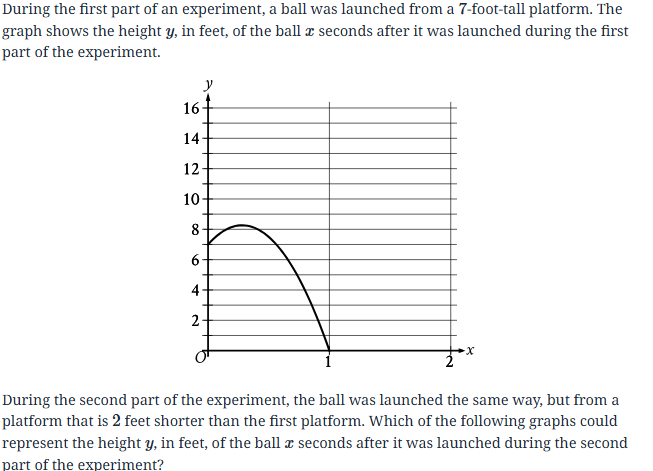 During the first part of an experiment, a ball was launched from a 7-foot-tall platform. The
graph shows the height y, in feet, of the ball x seconds after it was launched during the first
part of the experiment.
y
16
14
12
10
8
6
4
2
O
1
2
x
During the second part of the experiment, the ball was launched the same way, but from a
platform that is 2 feet shorter than the first platform. Which of the following graphs could
represent the height y, in feet, of the ball x seconds after it was launched during the second
part of the experiment?